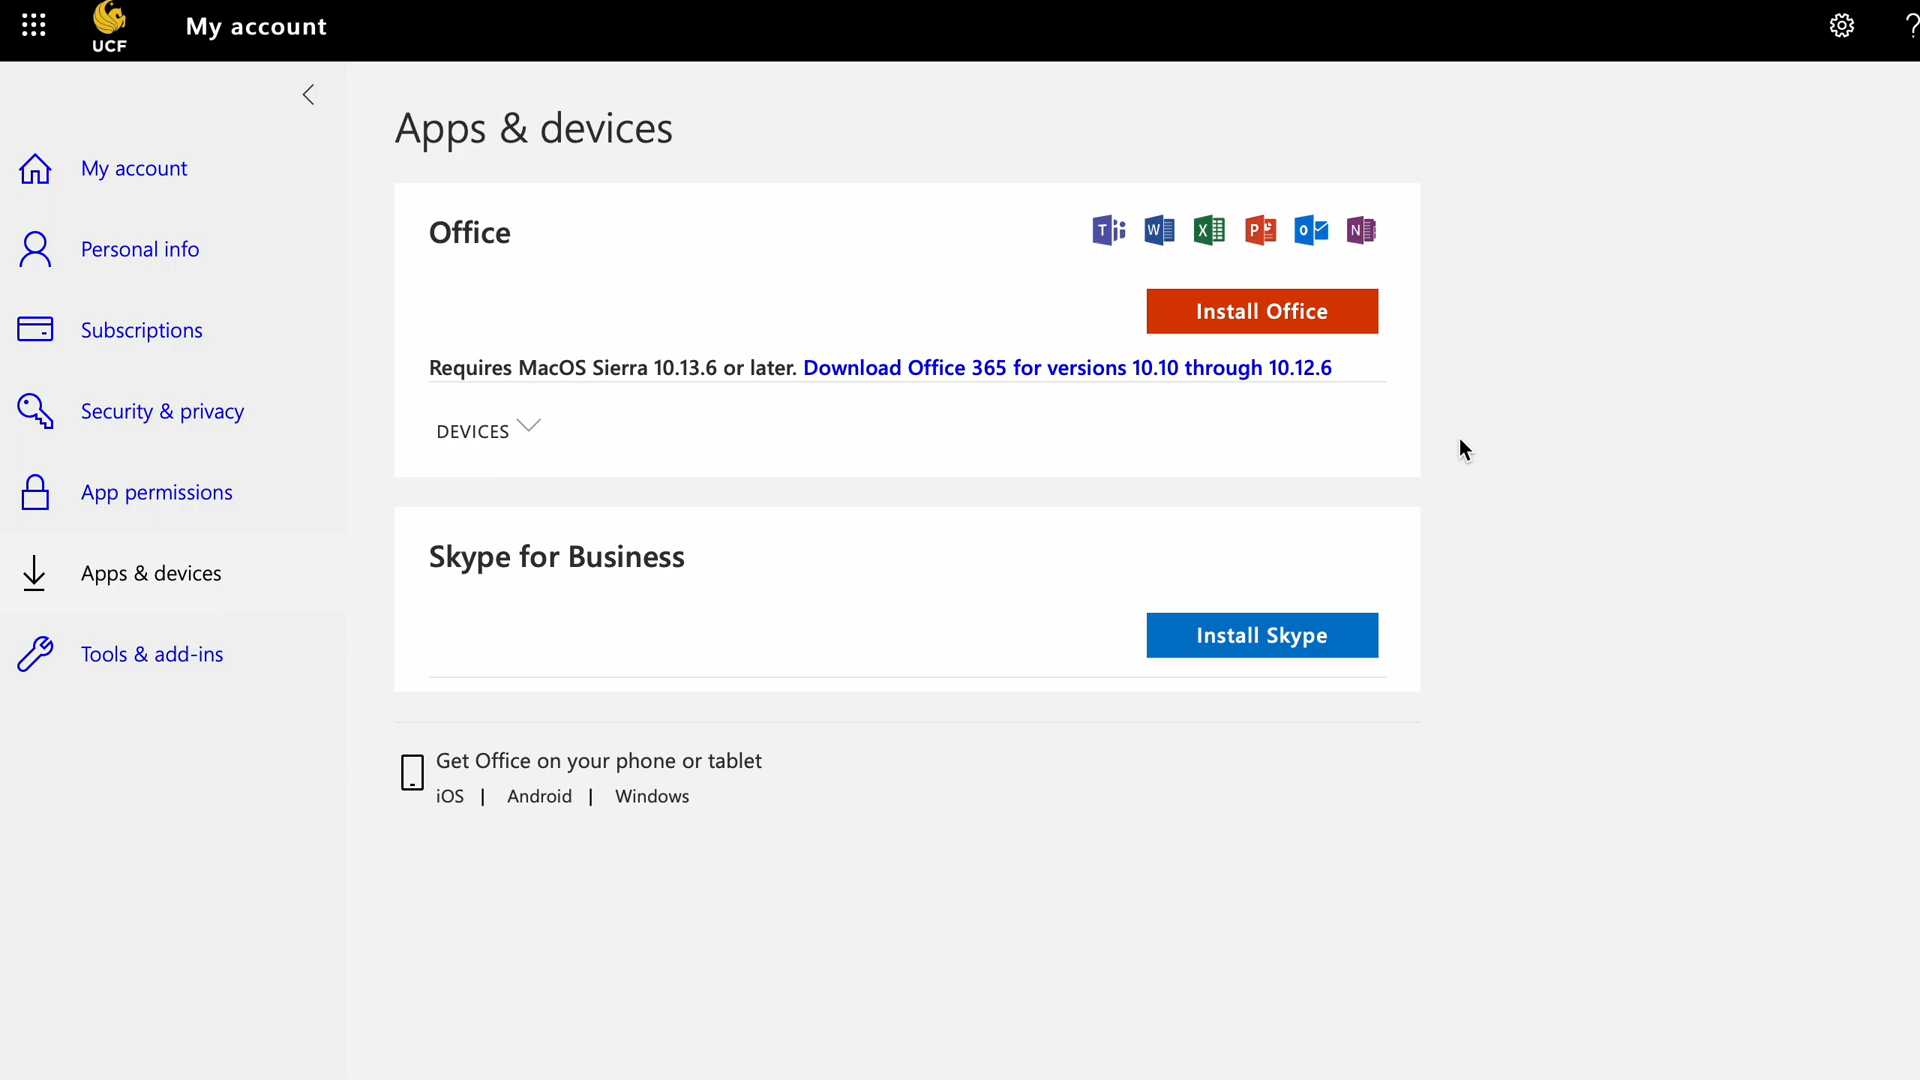 UCF
My account
Apps & devices
My account
Personal info
Subscriptions
Security & privacy
App permissions
Apps & devices
Tools & add-ins
Office
T W X P O N
Install Office
Requires MacOS Sierra 10.13.6 or later. Download Office 365 for versions 10.10 through 10.12.6
DEVICES
Skype for Business
Install Skype
Get Office on your phone or tablet
iOS | Android | Windows